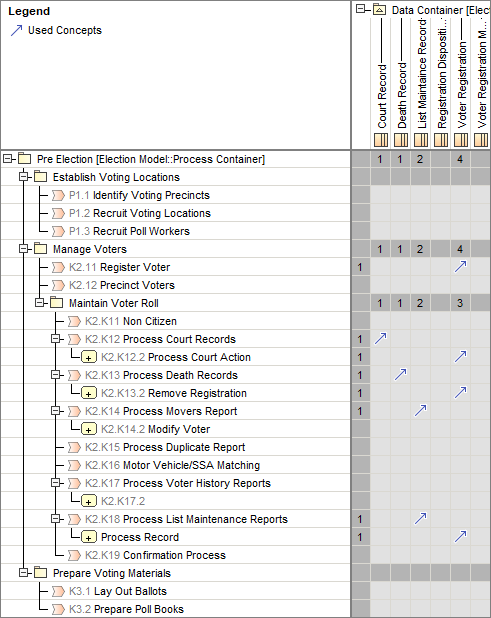 Legend
Used Concepts
Data Container [Elect
Court Record
Death Record
List Maintaince Record
Registration Dispositi...
Voter Registration
Voter Registration M...
Pre Election [Election Model::Process Container] 1 1 2 4
Establish Voting Locations
P1.1 Identify Voting Precincts
P1.2 Recruit Voting Locations
P1.3 Recruit Poll Workers
Manage Voters 1 1 2 4
K2.11 Register Voter 1
K2.12 Precinct Voters
Maintain Voter Roll 1 1 2 3
K2.K11 Non Citizen
K2.K12 Process Court Records 1
K2.K12.2 Process Court Action 1
K2.K13 Process Death Records 1
K2.K13.2 Remove Registration 1
K2.K14 Process Movers Report 1
K2.K14.2 Modify Voter
K2.K15 Process Duplicate Report
K2.K16 Motor Vehicle/SSA Matching
K2.K17 Process Voter History Reports
K2.K17.2
K2.K18 Process List Maintenance Reports 1
Process Record 1
K2.K19 Confirmation Process
Prepare Voting Materials
K3.1 Lay Out Ballots
K3.2 Prepare Poll Books